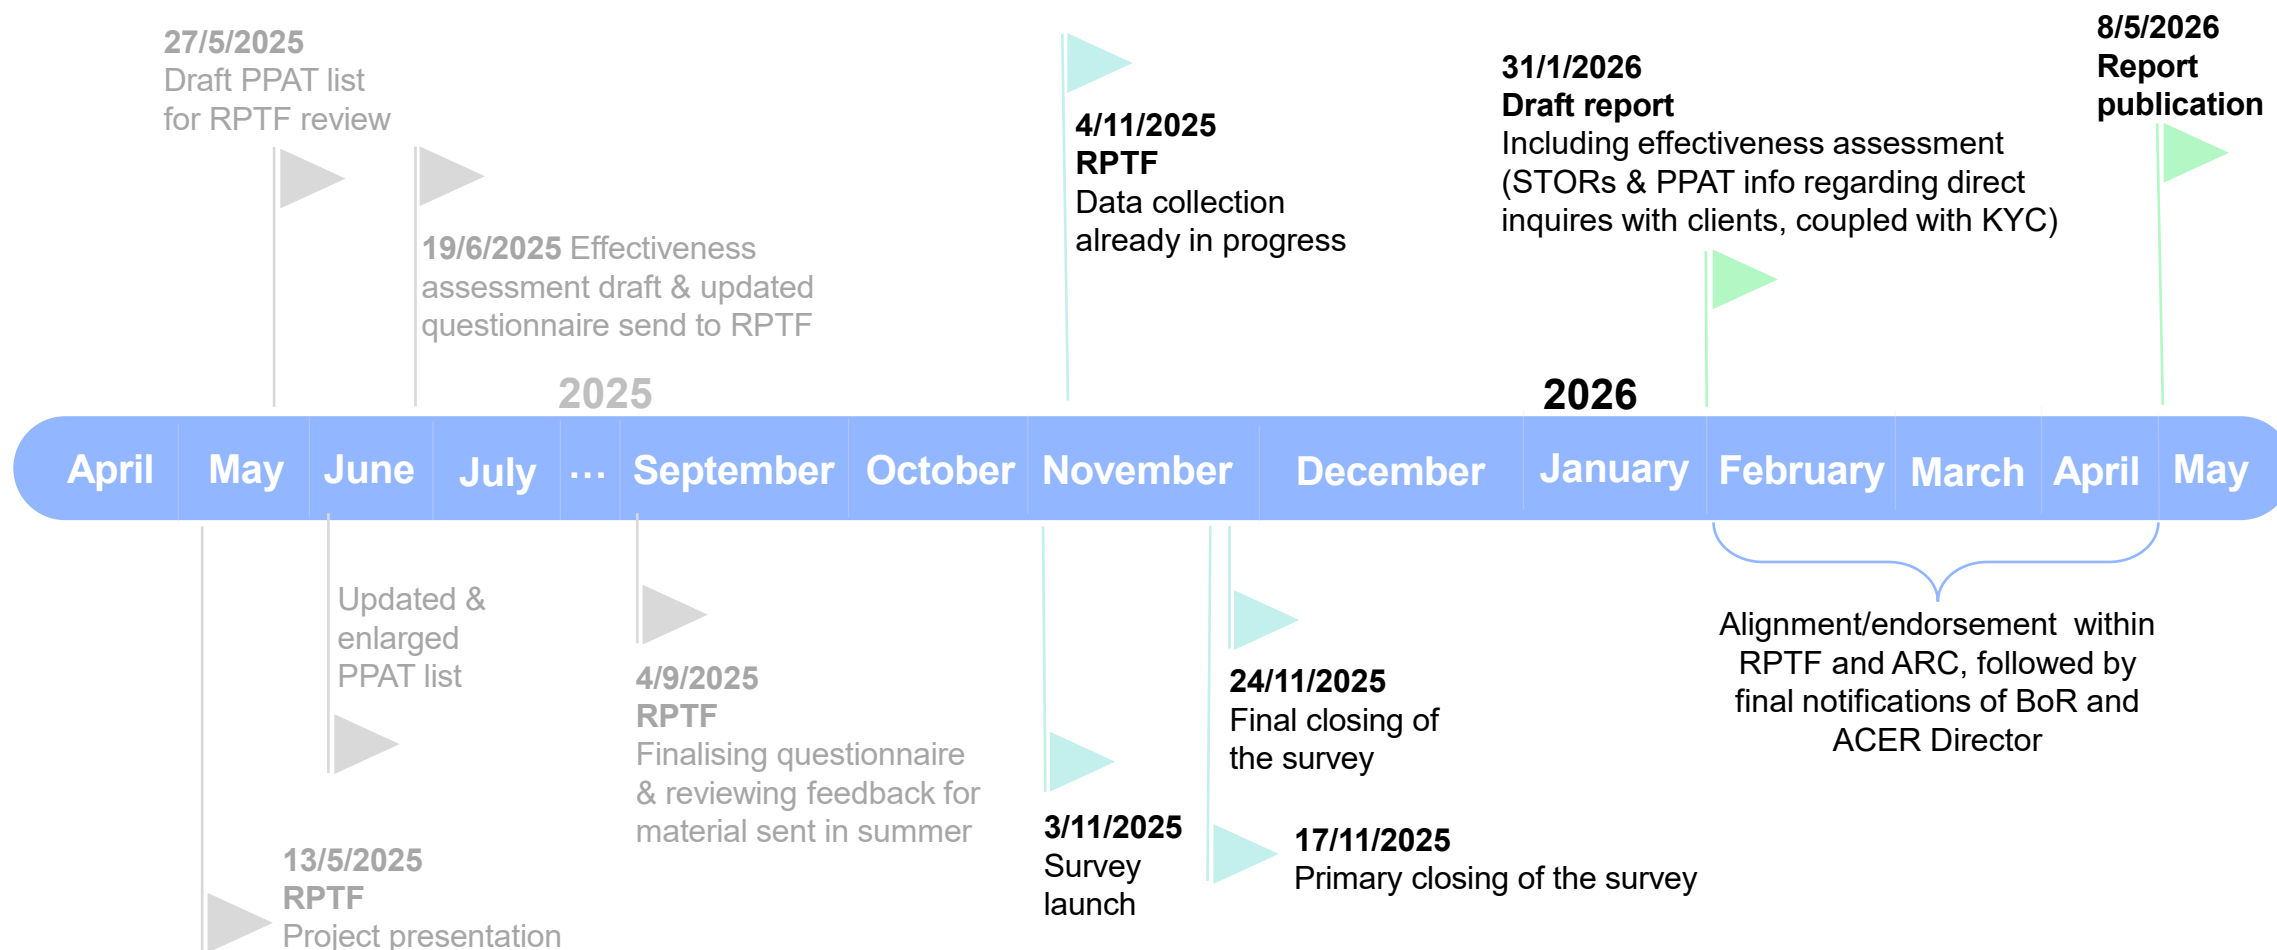 27/5/2025
Draft PPAT list
for RPTF review
19/6/2025 Effectiveness
assessment draft & updated
questionnaire send to RPTF
4/11/2025
RPTF
Data collection
already in progress
31/1/2026
Draft report
Including effectiveness assessment
(STORs & PPAT info regarding direct
inquires with clients, coupled with KYC)
8/5/2026
Report
publication
2025
2026
April
May
June
July
...
September
October
November
December
January
February
March
April
May
Updated &
enlarged
PPAT list
13/5/2025
RPTF
Project presentation
4/9/2025
RPTF
Finalising questionnaire
& reviewing feedback for
material sent in summer
3/11/2025
Survey
launch
24/11/2025
Final closing of
the survey
17/11/2025
Primary closing of the survey
Alignment/endorsement  within
RPTF and ARC, followed by
final notifications of BoR and
ACER Director